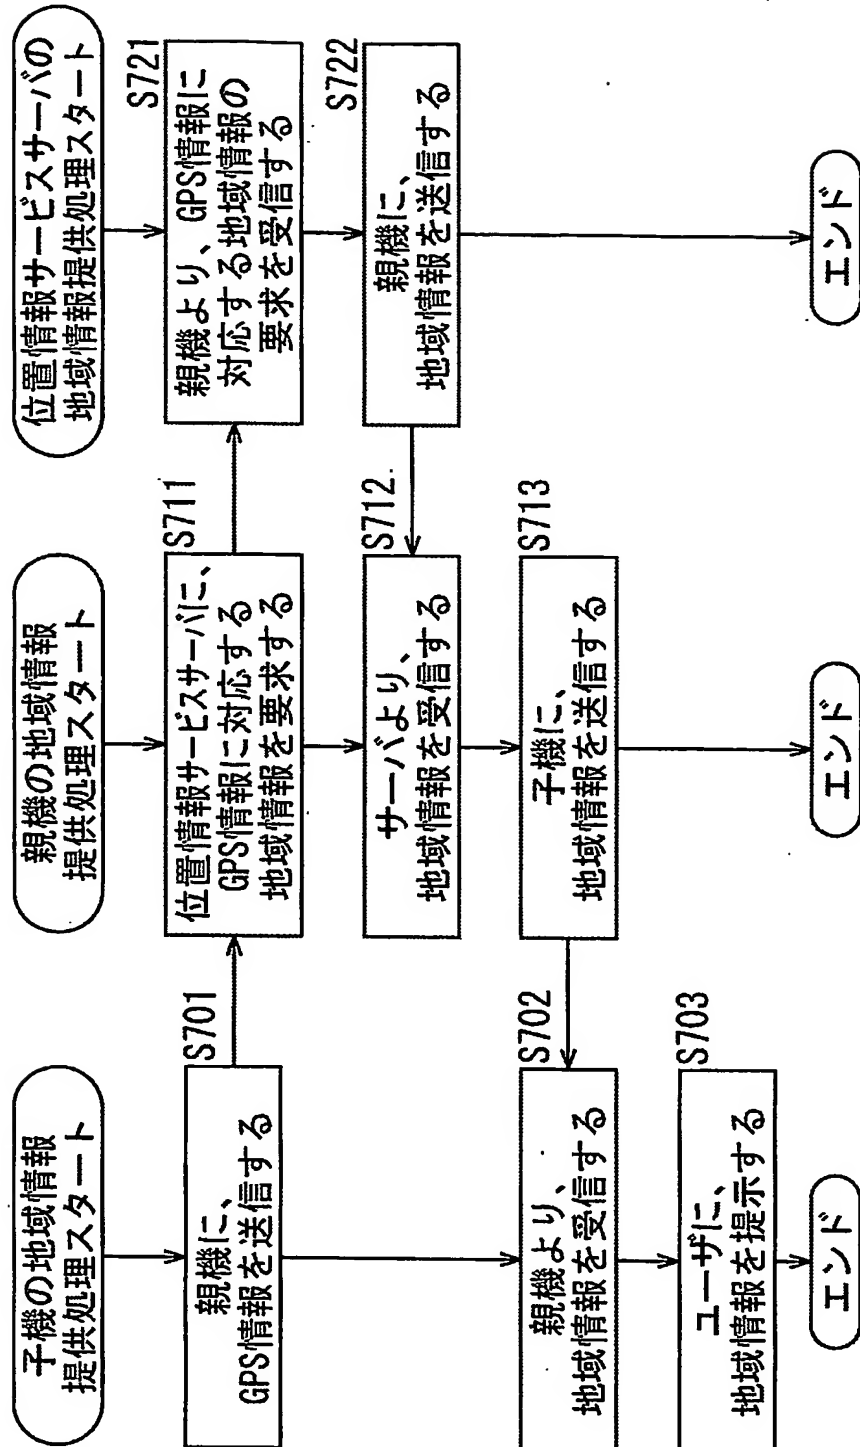 子機の地域情報
提供処理スタート
S701
親機に、
GPS情報を送信する
S702
親機より、
地域情報を受信する
S703
ユーザに、
地域情報を提示する
エンド
親機の地域情報
提供処理スタート
S711
位置情報サービスサーバに、
GPS情報に対応する
地域情報を要求する
S712
サーバより、
地域情報を受信する
S713
子機に、
地域情報を送信する
エンド
位置情報サービスサーバの
地域情報提供処理スタート
S721
親機より、GPS情報に
対応する地域情報の
要求を受信する
S722
親機に、
地域情報を送信する
エンド